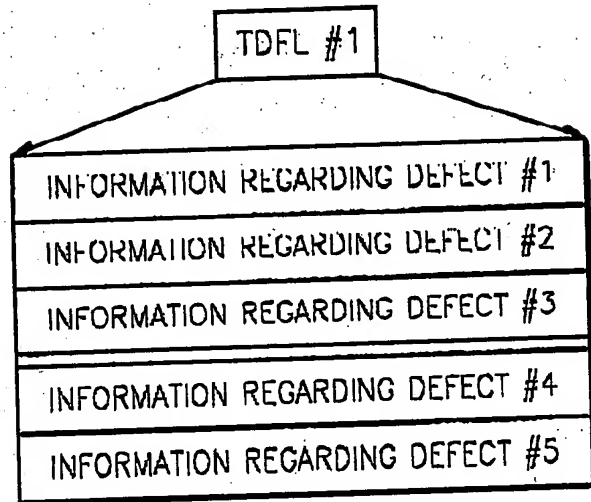 TDFL #1
INFORMATION REGARDING DEFECT #1
INFORMATION REGARDING DEFECT #2
INFORMATION REGARDING DEFECT #3
INFORMATION REGARDING DEFECT #4
INFORMATION REGARDING DEFECT #5